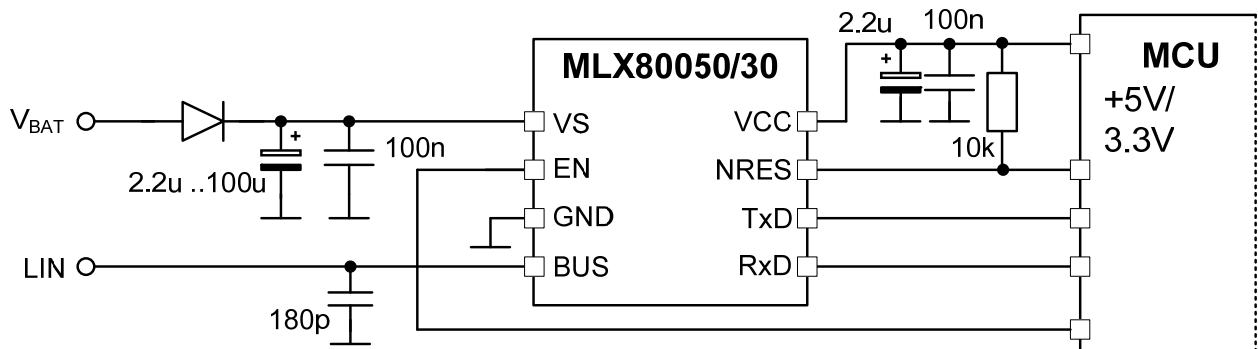 2.2u
100n
MLX80050/30
MCU
+5V/
3.3V
+
+
VBAT
VS
VCC
100n
10k
EN
NRES
2.2u ..100u
GND
TxD
LIN
BUS
RxD
180p